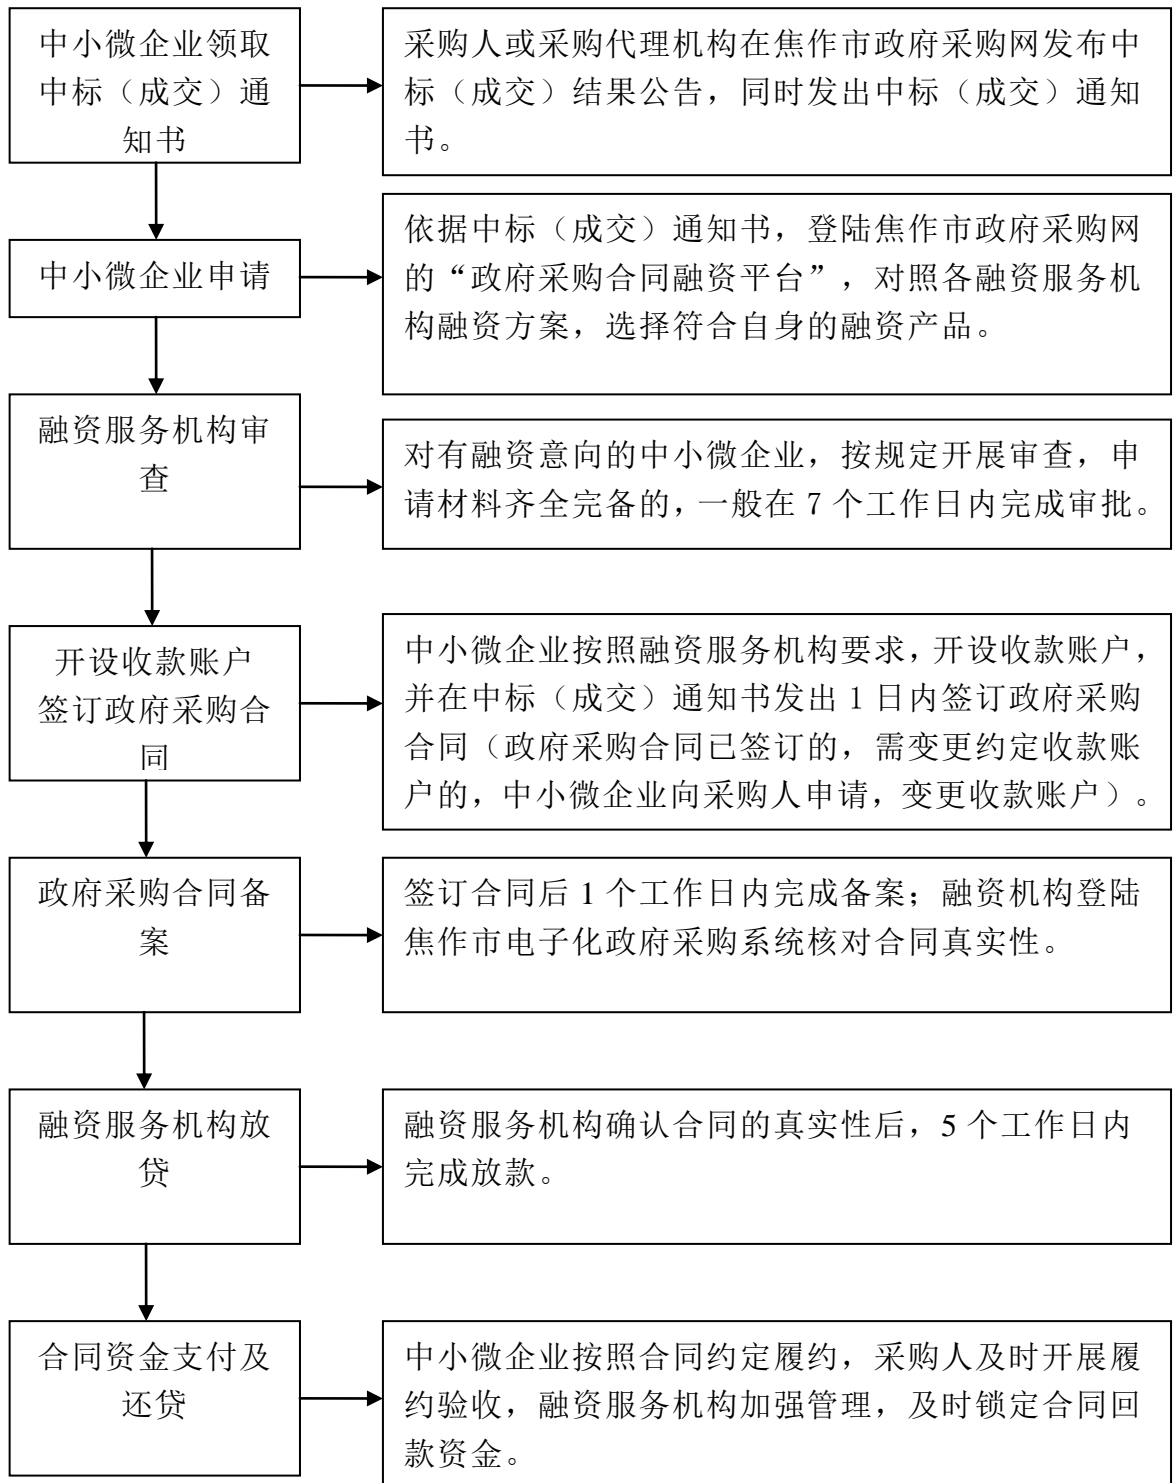 中小微企业领取
中标（成交）通
知书
采购人或采购代理机构在焦作市政府采购网发布中
标（成交）结果公告，同时发出中标（成交）通知
书。
中小微企业申请
依据中标（成交）通知书，登陆焦作市政府采购网
的“政府采购合同融资平台”，对照各融资服务机
构融资方案，选择符合自身的融资产品。
融资服务机构审
查
对有融资意向的中小微企业，按规定开展审查，申
请材料齐全完备的，一般在 7 个工作日内完成审批。
开设收款账户
签订政府采购合
同
中小微企业按照融资服务机构要求，开设收款账户，
并在中标（成交）通知书发出 1 日内签订政府采购
合同（政府采购合同已签订的，需变更约定收款账
户的，中小微企业向采购人申请，变更收款账户）。
政府采购合同备
案
签订合同后 1 个工作日内完成备案；融资机构登陆
焦作市电子化政府采购系统核对合同真实性。
融资服务机构放
贷
融资服务机构确认合同的真实性后，5 个工作日内
完成放款。
合同资金支付及
还贷
中小微企业按照合同约定履约，采购人及时开展履
约验收，融资服务机构加强管理，及时锁定合同回
款资金。